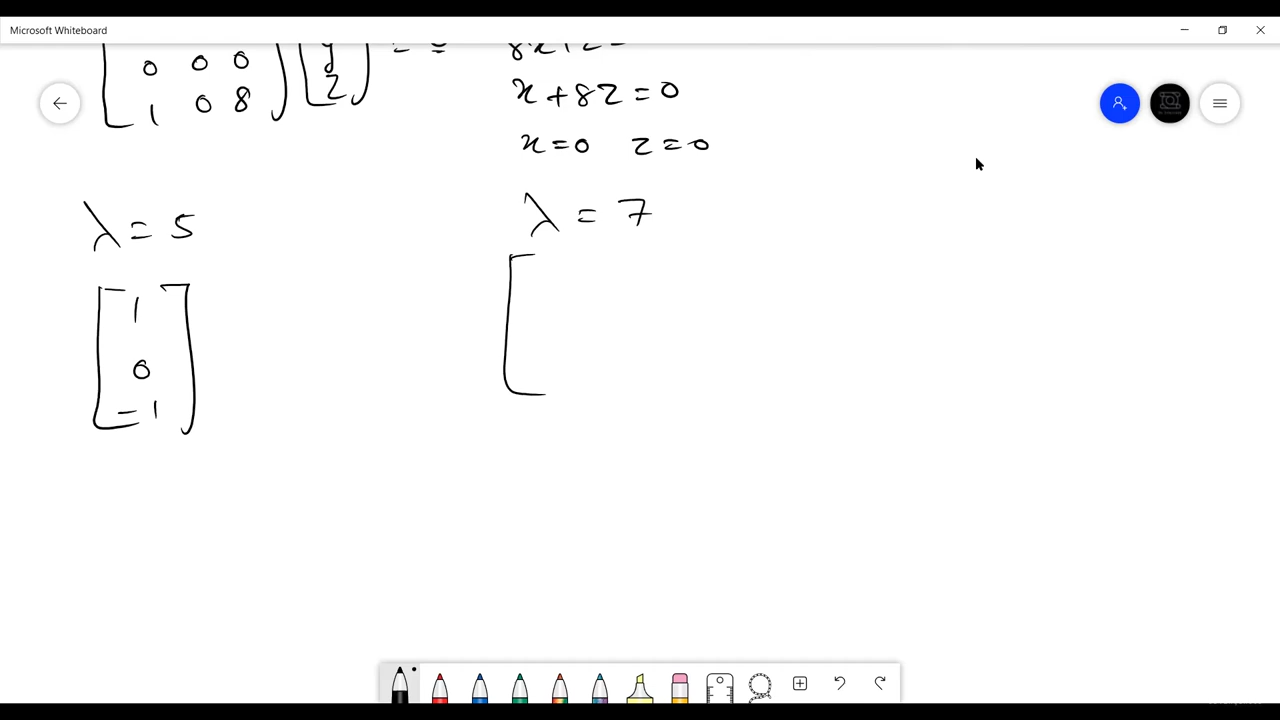 Microsoft Whiteboard
0 0 0
1 0 8
y
z
x + 8z = 0
x = 0 z = 0
λ = 5
λ = 7
1
0
-1